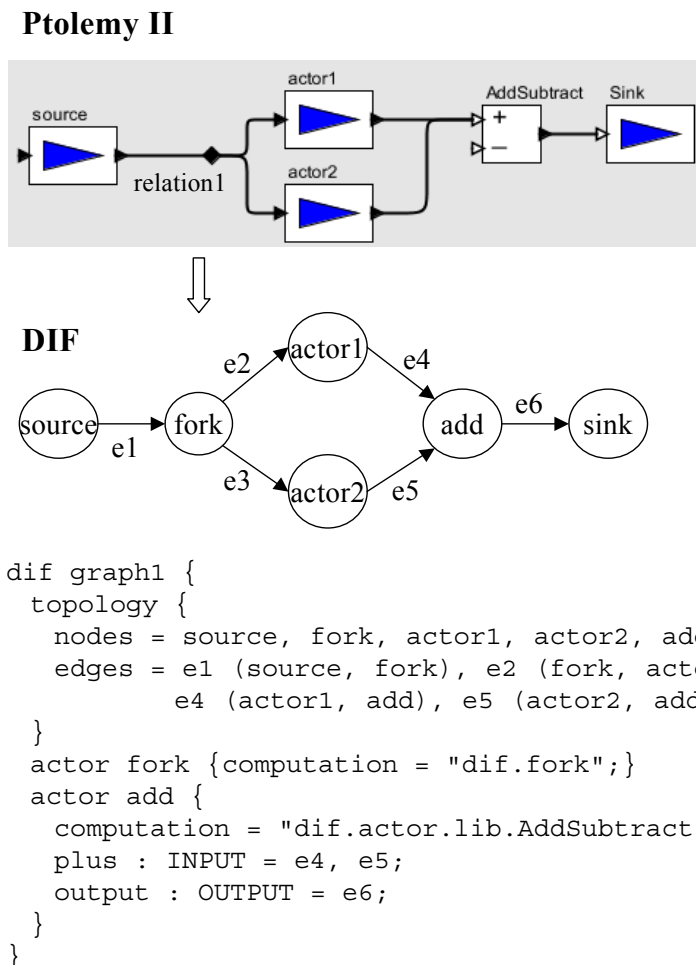 Ptolemy II
source
relation1
actor1
actor2
AddSubtract
+
−
Sink
DIF
source
e1
fork
e2
e3
actor1
actor2
e4
e5
add
e6
sink
dif graph1 {
topology {
nodes = source, fork, actor1, actor2, ad
edges = e1 (source, fork), e2 (fork, act
e4 (actor1, add), e5 (actor2, add
}
actor fork {computation = "dif.fork";}
actor add {
computation = "dif.actor.lib.AddSubtract
plus : INPUT = e4, e5;
output : OUTPUT = e6;
}
}